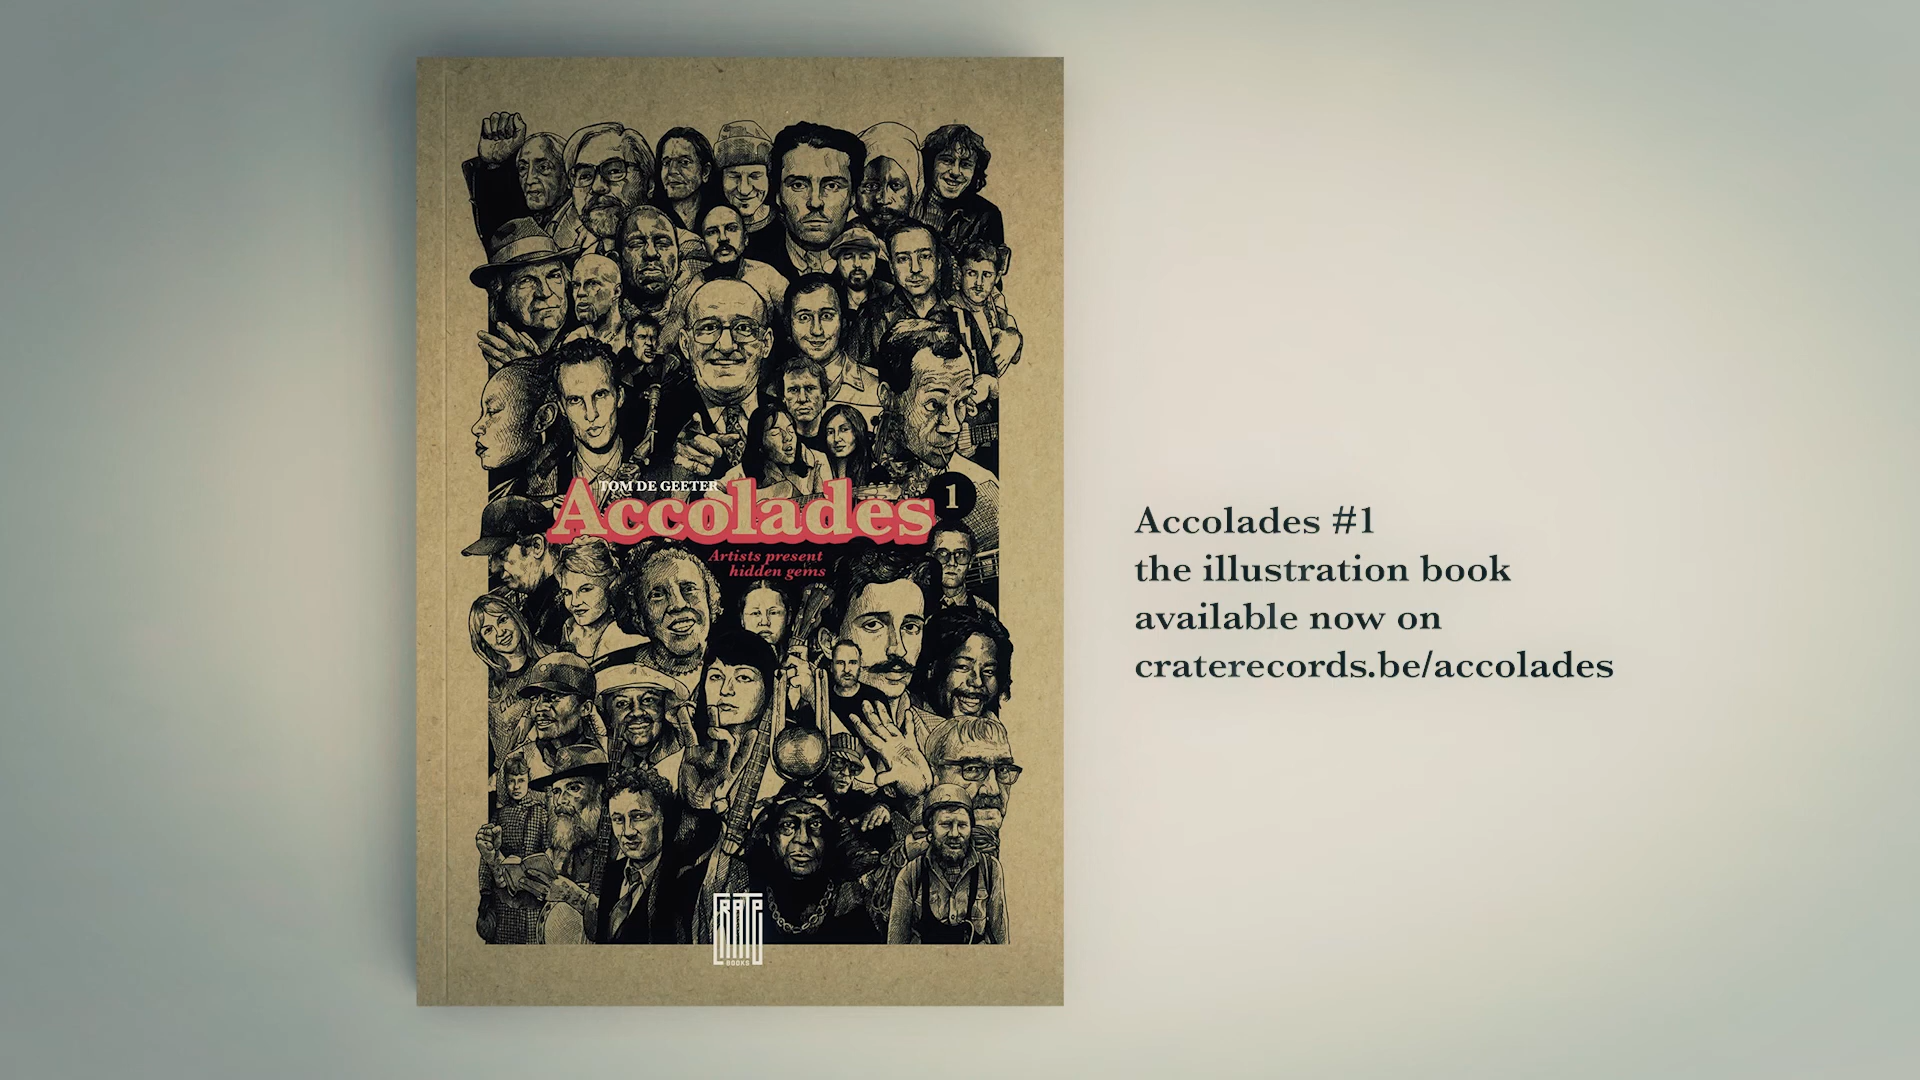 TOM DE GEETER
Accolades
1
Artists present
hidden gems
CRATE
BOOKS
Accolades #1
the illustration book
available now on
craterecords.be/accolades